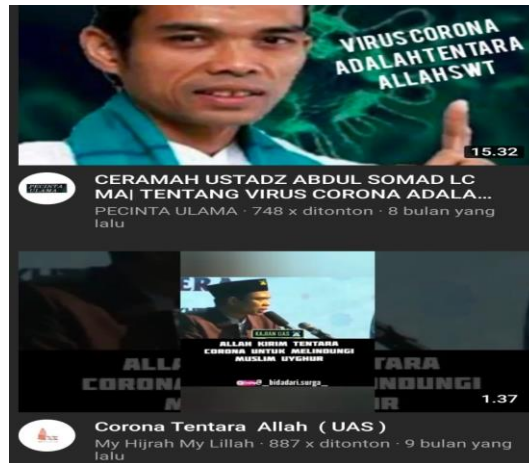 VIRUS CORONA
ADALAH TENTARA
ALLAH SWT
15.32
PECINTA
ULAMA
CERAMAH USTADZ ABDUL SOMAD LC
MA| TENTANG VIRUS CORONA ADALA...
PECINTA ULAMA · 748 x ditonton · 8 bulan yang
lalu
KAJIAN UAS
ALLAH KIRIM TENTARA
CORONA UNTUK MELINDUNGI
MUSLIM UYGHUR
@__bidadari.surga__
1.37
Corona Tentara Allah ( UAS )
My Hijrah My Lillah · 887 x ditonton · 9 bulan yang
lalu